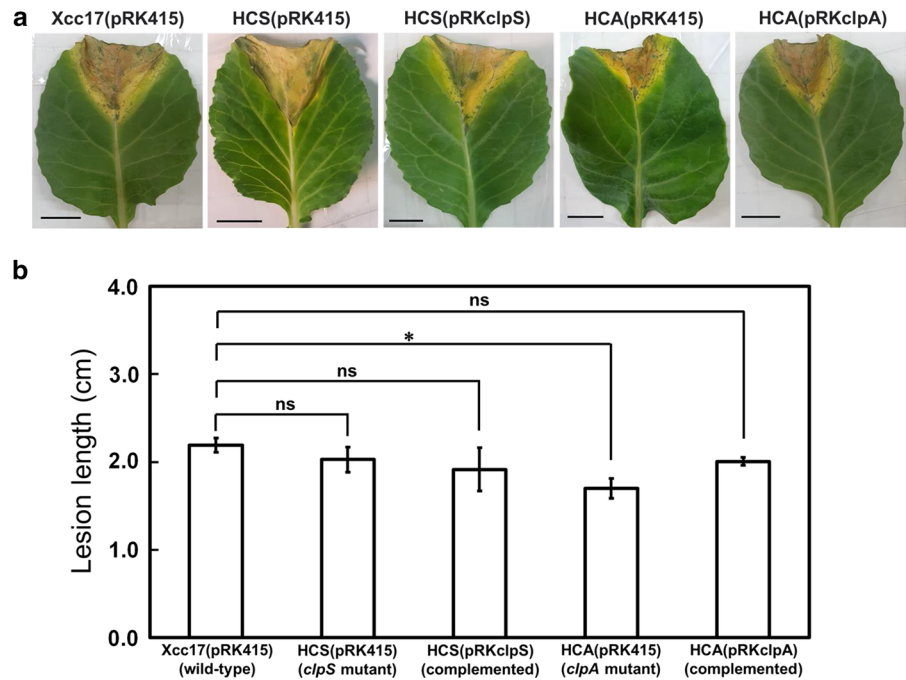 a
Xcc17(pRK415) HCS(pRK415) HCS(pRKclpS) HCA(pRK415) HCA(pRKclpA)
b
4.0
3.0
2.0
1.0
0.0
Lesion length (cm)
ns
*
ns
ns
Xcc17(pRK415) HCS(pRK415) HCS(pRKclpS) HCA(pRK415) HCA(pRKclpA)
(wild-type) (clpS mutant) (complemented) (clpA mutant) (complemented)